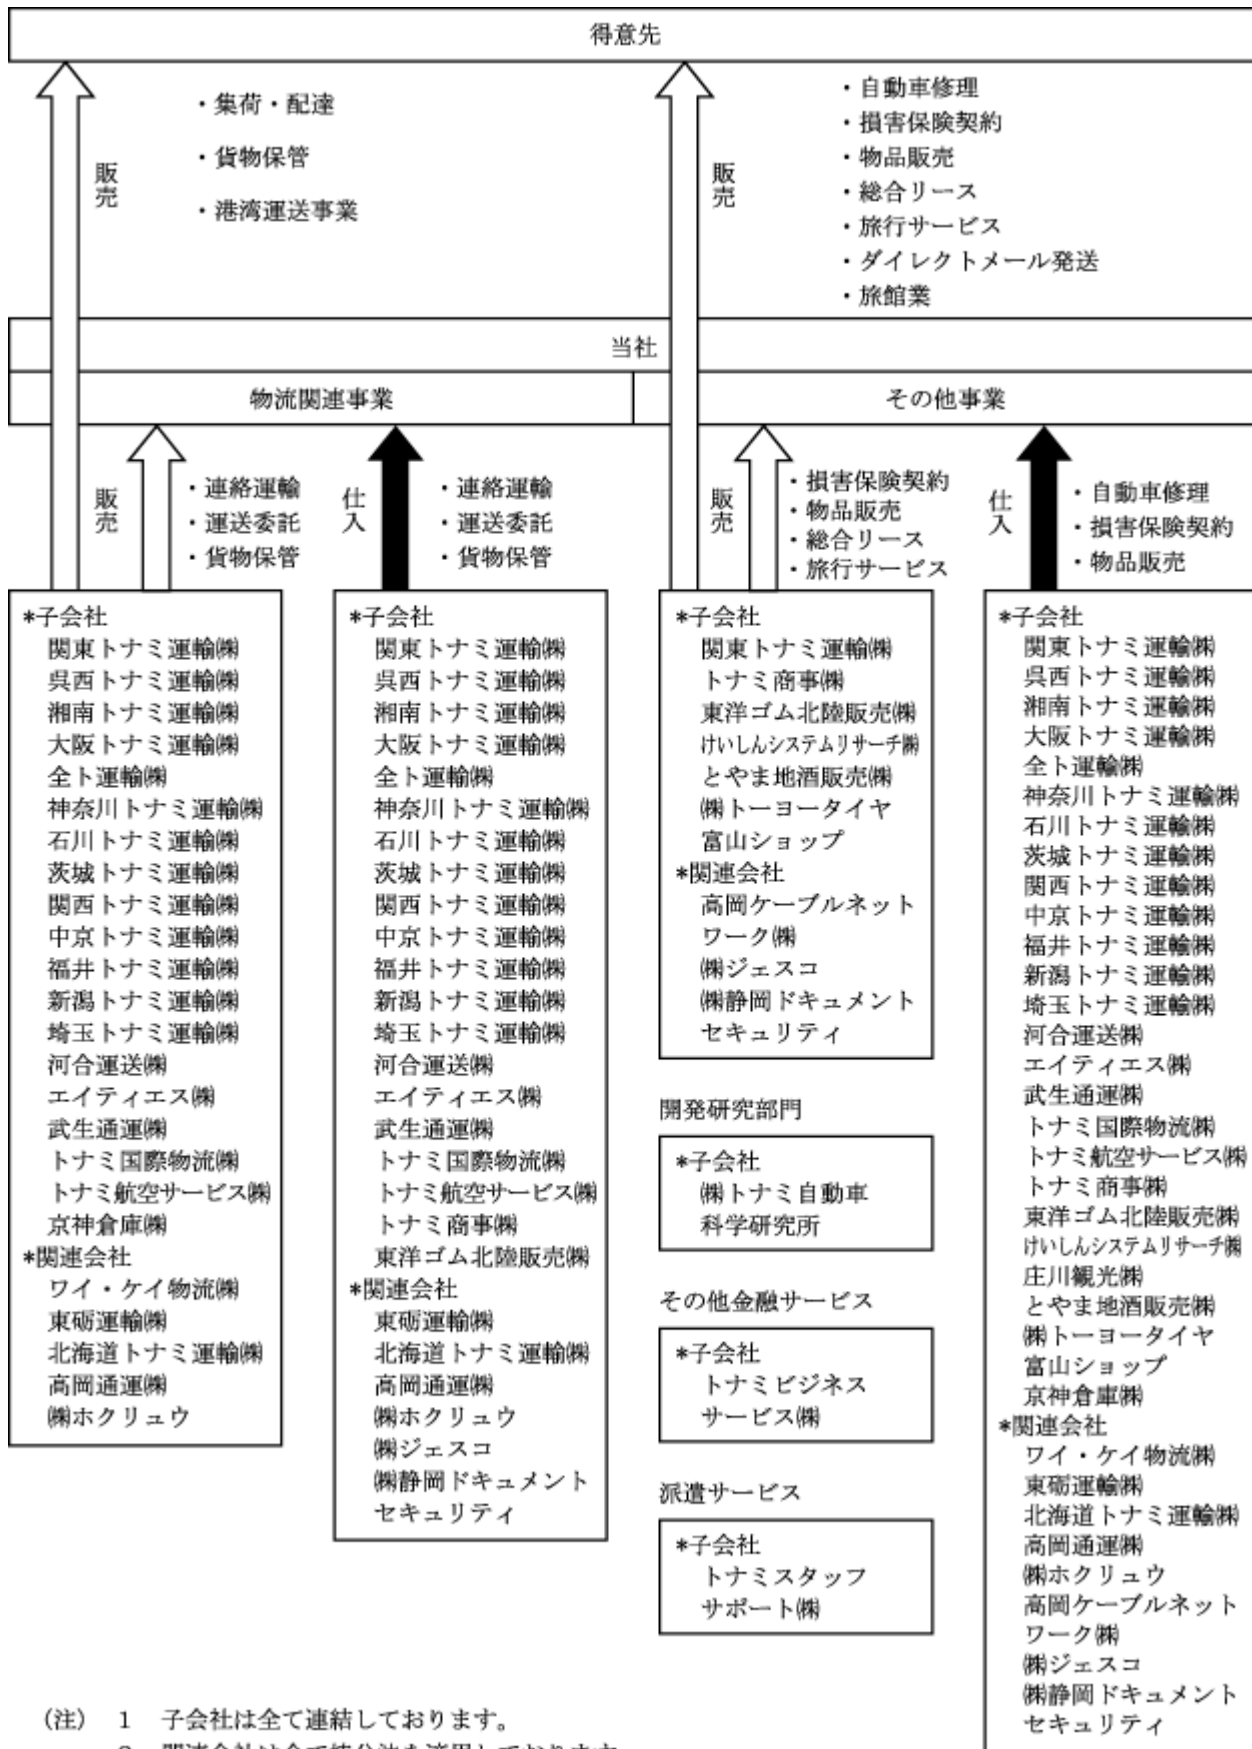 得意先
販売
・集荷・配達
・貨物保管
・港湾運送事業
販売
・自動車修理
・損害保険契約
・物品販売
・総合リース
・旅行サービス
・ダイレクトメール発送
・旅館業
当社
物流関連事業
その他事業
販売
・連絡運輸
・運送委託
・貨物保管
仕入
・連絡運輸
・運送委託
・貨物保管
販売
・損害保険契約
・物品販売
・総合リース
・旅行サービス
仕入
・自動車修理
・損害保険契約
・物品販売
*子会社
関東トナミ運輸㈱
呉西トナミ運輸㈱
湘南トナミ運輸㈱
大阪トナミ運輸㈱
全ト運輸㈱
神奈川トナミ運輸㈱
石川トナミ運輸㈱
茨城トナミ運輸㈱
関西トナミ運輸㈱
中京トナミ運輸㈱
福井トナミ運輸㈱
新潟トナミ運輸㈱
埼玉トナミ運輸㈱
河合運送㈱
エイティエス㈱
武生通運㈱
トナミ国際物流㈱
トナミ航空サービス㈱
京神倉庫㈱
*関連会社
ワイ・ケイ物流㈱
東砺運輸㈱
北海道トナミ運輸㈱
高岡通運㈱
㈱ホクリュウ
*子会社
関東トナミ運輸㈱
呉西トナミ運輸㈱
湘南トナミ運輸㈱
大阪トナミ運輸㈱
全ト運輸㈱
神奈川トナミ運輸㈱
石川トナミ運輸㈱
茨城トナミ運輸㈱
関西トナミ運輸㈱
中京トナミ運輸㈱
福井トナミ運輸㈱
新潟トナミ運輸㈱
埼玉トナミ運輸㈱
河合運送㈱
エイティエス㈱
武生通運㈱
トナミ国際物流㈱
トナミ航空サービス㈱
トナミ商事㈱
東洋ゴム北陸販売㈱
*関連会社
東砺運輸㈱
北海道トナミ運輸㈱
高岡通運㈱
㈱ホクリュウ
㈱ジェスコ
㈱静岡ドキュメント
セキュリティ
*子会社
関東トナミ運輸㈱
トナミ商事㈱
東洋ゴム北陸販売㈱
けいしんシステムリサーチ㈱
とやま地酒販売㈱
㈱トーヨータイヤ
富山ショップ
*関連会社
高岡ケーブルネット
ワーク㈱
㈱ジェスコ
㈱静岡ドキュメント
セキュリティ
開発研究部門
*子会社
㈱トナミ自動車
科学研究所
その他金融サービス
*子会社
トナミビジネス
サービス㈱
派遣サービス
*子会社
トナミスタッフ
サポート㈱
*子会社
関東トナミ運輸㈱
呉西トナミ運輸㈱
湘南トナミ運輸㈱
大阪トナミ運輸㈱
全ト運輸㈱
神奈川トナミ運輸㈱
石川トナミ運輸㈱
茨城トナミ運輸㈱
関西トナミ運輸㈱
中京トナミ運輸㈱
福井トナミ運輸㈱
新潟トナミ運輸㈱
埼玉トナミ運輸㈱
河合運送㈱
エイティエス㈱
武生通運㈱
トナミ国際物流㈱
トナミ航空サービス㈱
トナミ商事㈱
東洋ゴム北陸販売㈱
けいしんシステムリサーチ㈱
庄川観光㈱
とやま地酒販売㈱
㈱トーヨータイヤ
富山ショップ
京神倉庫㈱
*関連会社
ワイ・ケイ物流㈱
東砺運輸㈱
北海道トナミ運輸㈱
高岡通運㈱
㈱ホクリュウ
高岡ケーブルネット
ワーク㈱
㈱ジェスコ
㈱静岡ドキュメント
セキュリティ
(注) 1 子会社は全て連結しております。